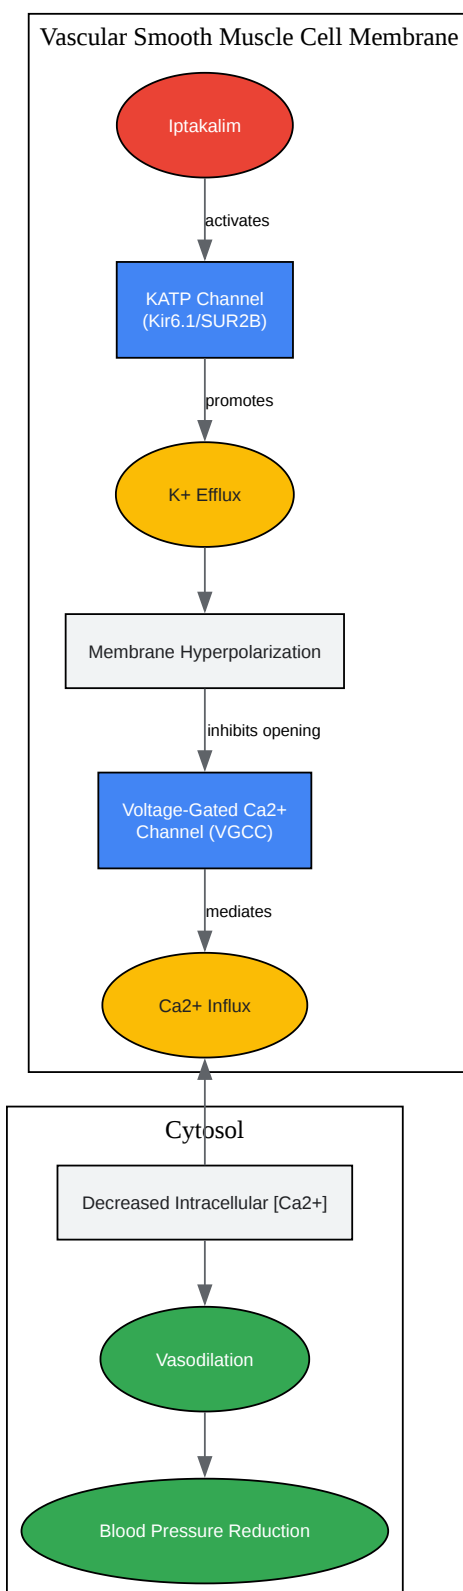 Vascular Smooth Muscle Cell Membrane
Iptakalim
activates
KATP Channel
(Kir6.1/SUR2B)
promotes
K+ Efflux
Membrane Hyperpolarization
inhibits opening
Voltage-Gated Ca2+
Channel (VGCC)
mediates
Ca2+ Influx
Cytosol
Decreased Intracellular [Ca2+]
Vasodilation
Blood Pressure Reduction